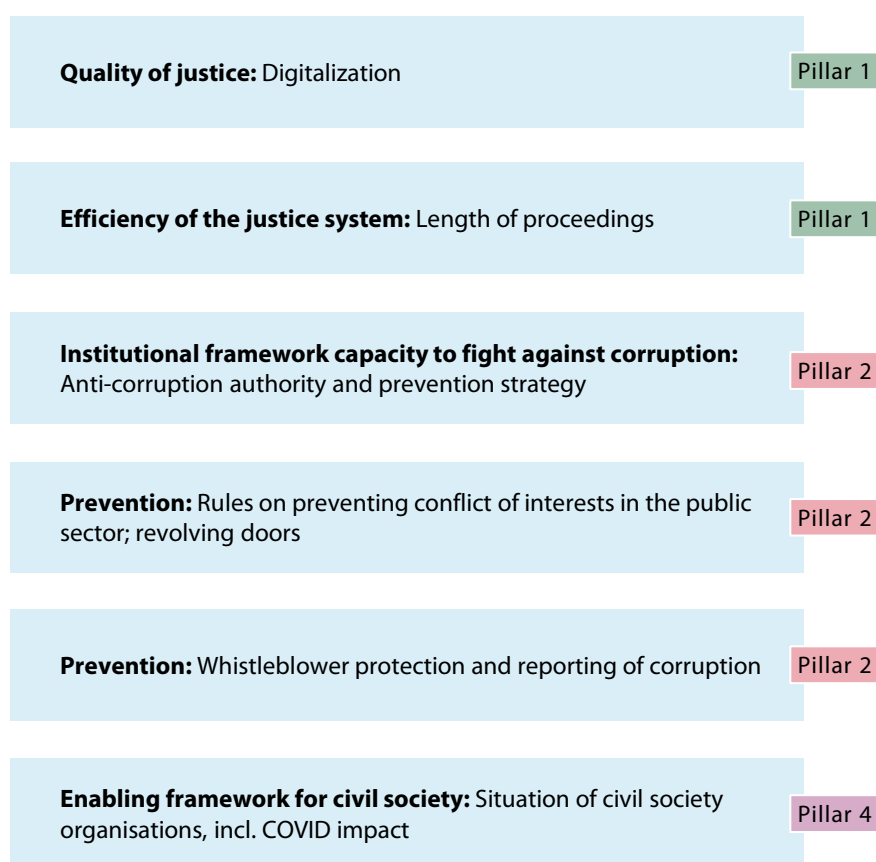 Quality of justice: Digitalization
Pillar 1
Efficiency of the justice system: Length of proceedings
Pillar 1
Institutional framework capacity to fight against corruption:
Anti-corruption authority and prevention strategy
Pillar 2
Prevention: Rules on preventing conflict of interests in the public
sector; revolving doors
Pillar 2
Prevention: Whistleblower protection and reporting of corruption
Pillar 2
Enabling framework for civil society: Situation of civil society
organisations, incl. COVID impact
Pillar 4